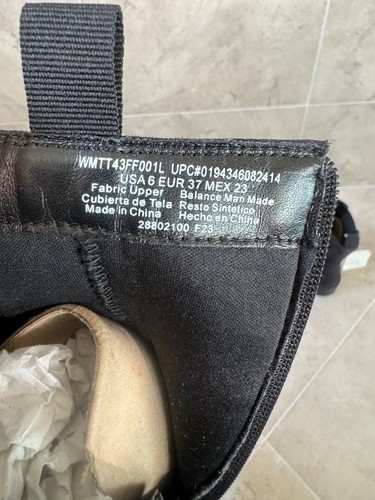 WMTT43FF001L UPC#0194346082414
USA 6 EUR 37 MEX 23
Fabric Upper Balance Man Made
Cubierta de Tela Resto Sintetico
Made in China Hecho en China
28802100 F23